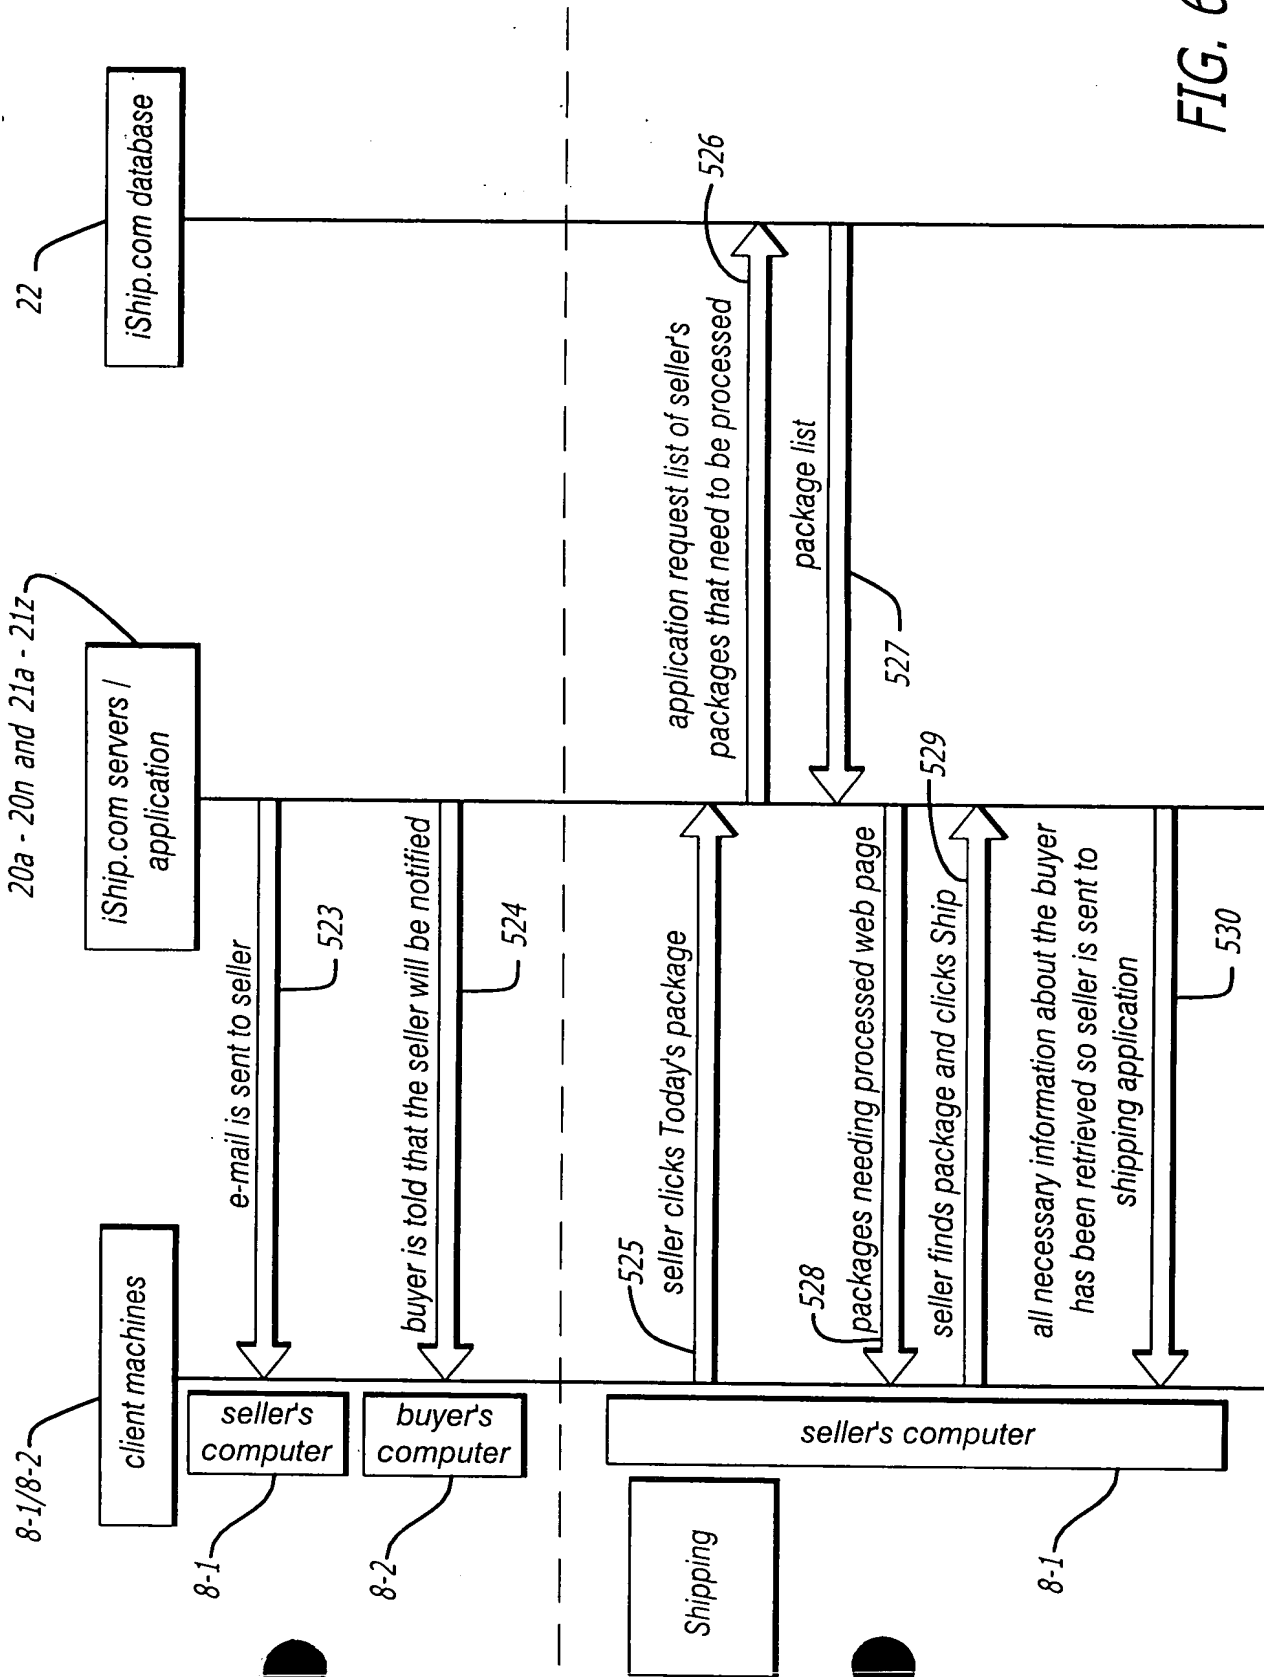 8-1/8-2
client machines
20a - 20n and 21a - 21z
iShip.com servers /
application
22
iShip.com database
8-1
seller's
computer
e-mail is sent to seller
523
8-2
buyer's
computer
buyer is told that the seller will be notified
524
Shipping
8-1
seller's computer
525
seller clicks Today's package
application request list of seller's
packages that need to be processed
526
package list
527
528
packages needing processed web page
seller finds package and clicks Ship
529
all necessary information about the buyer
has been retrieved so seller is sent to
shipping application
530
FIG. 6